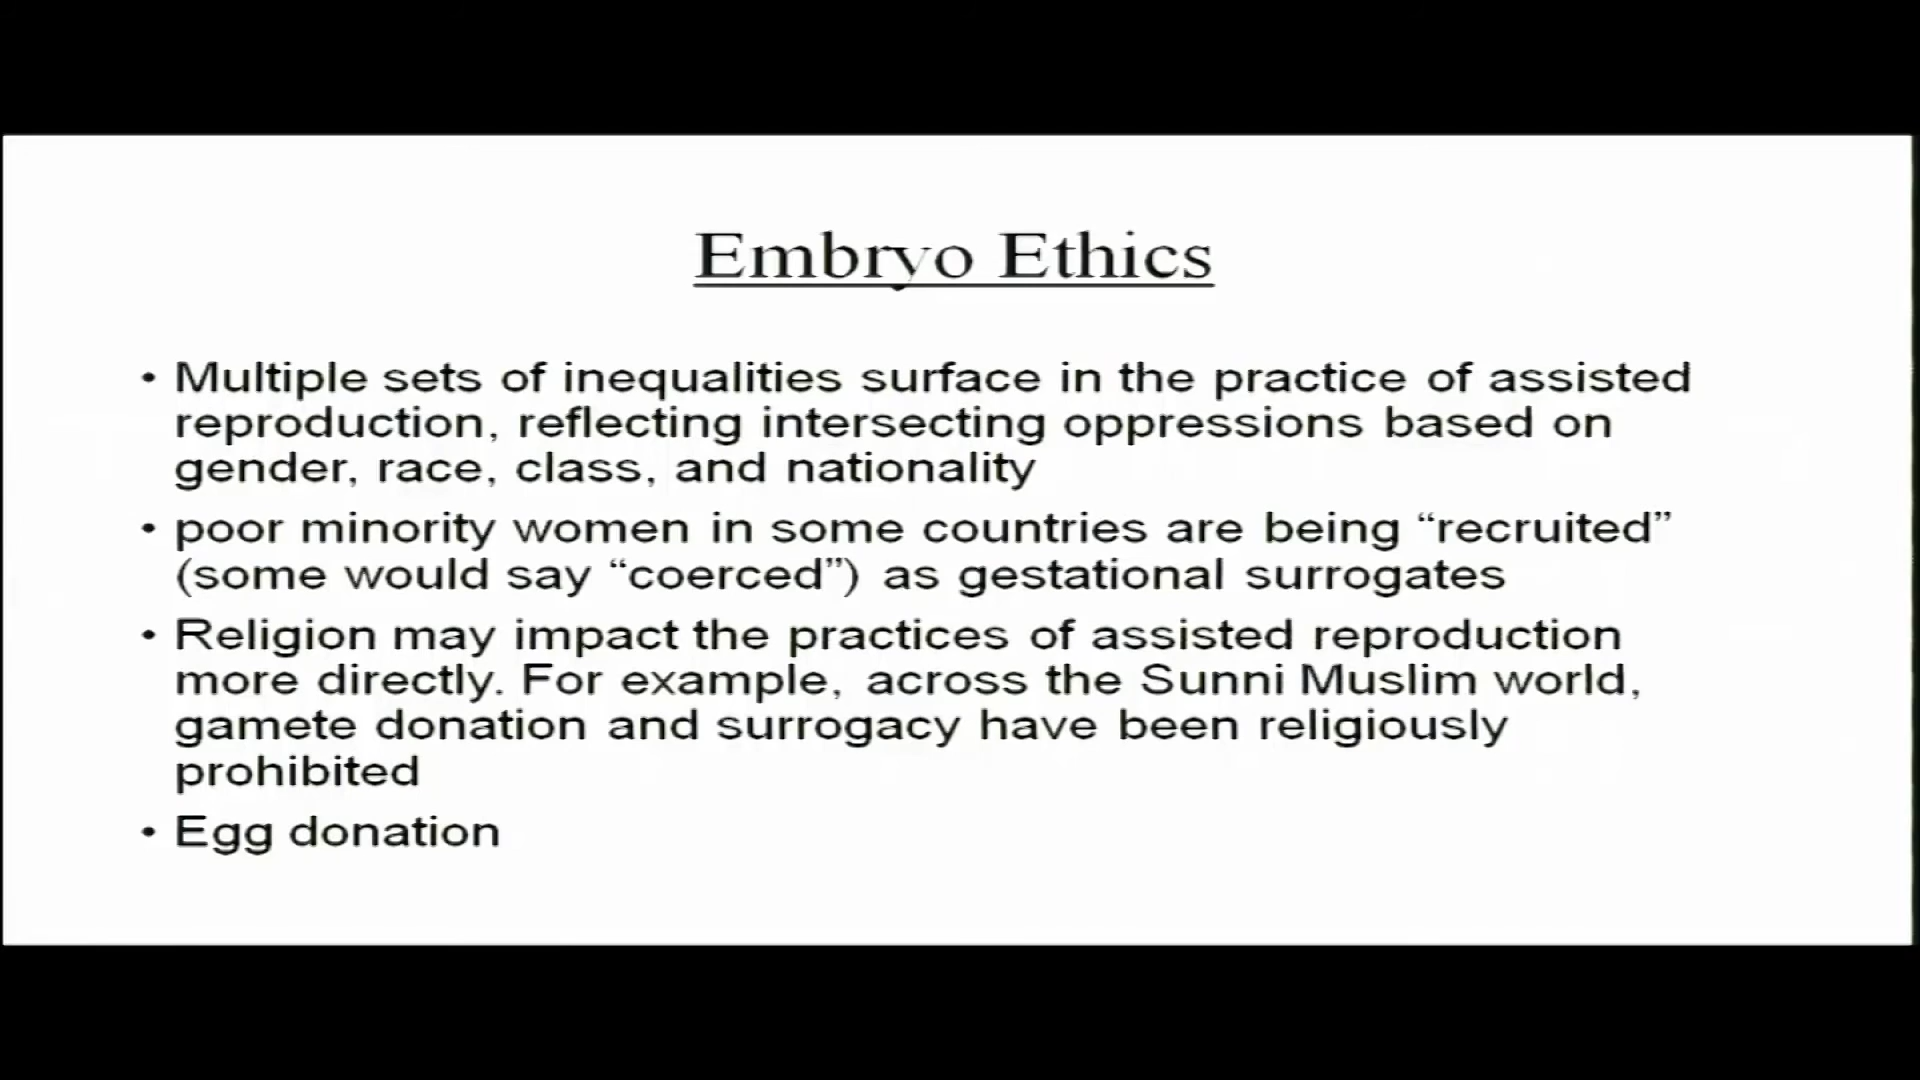 Embryo Ethics
• Multiple sets of inequalities surface in the practice of assisted
reproduction, reflecting intersecting oppressions based on
gender, race, class, and nationality
• poor minority women in some countries are being “recruited”
(some would say “coerced”) as gestational surrogates
• Religion may impact the practices of assisted reproduction
more directly. For example, across the Sunni Muslim world,
gamete donation and surrogacy have been religiously
prohibited
• Egg donation